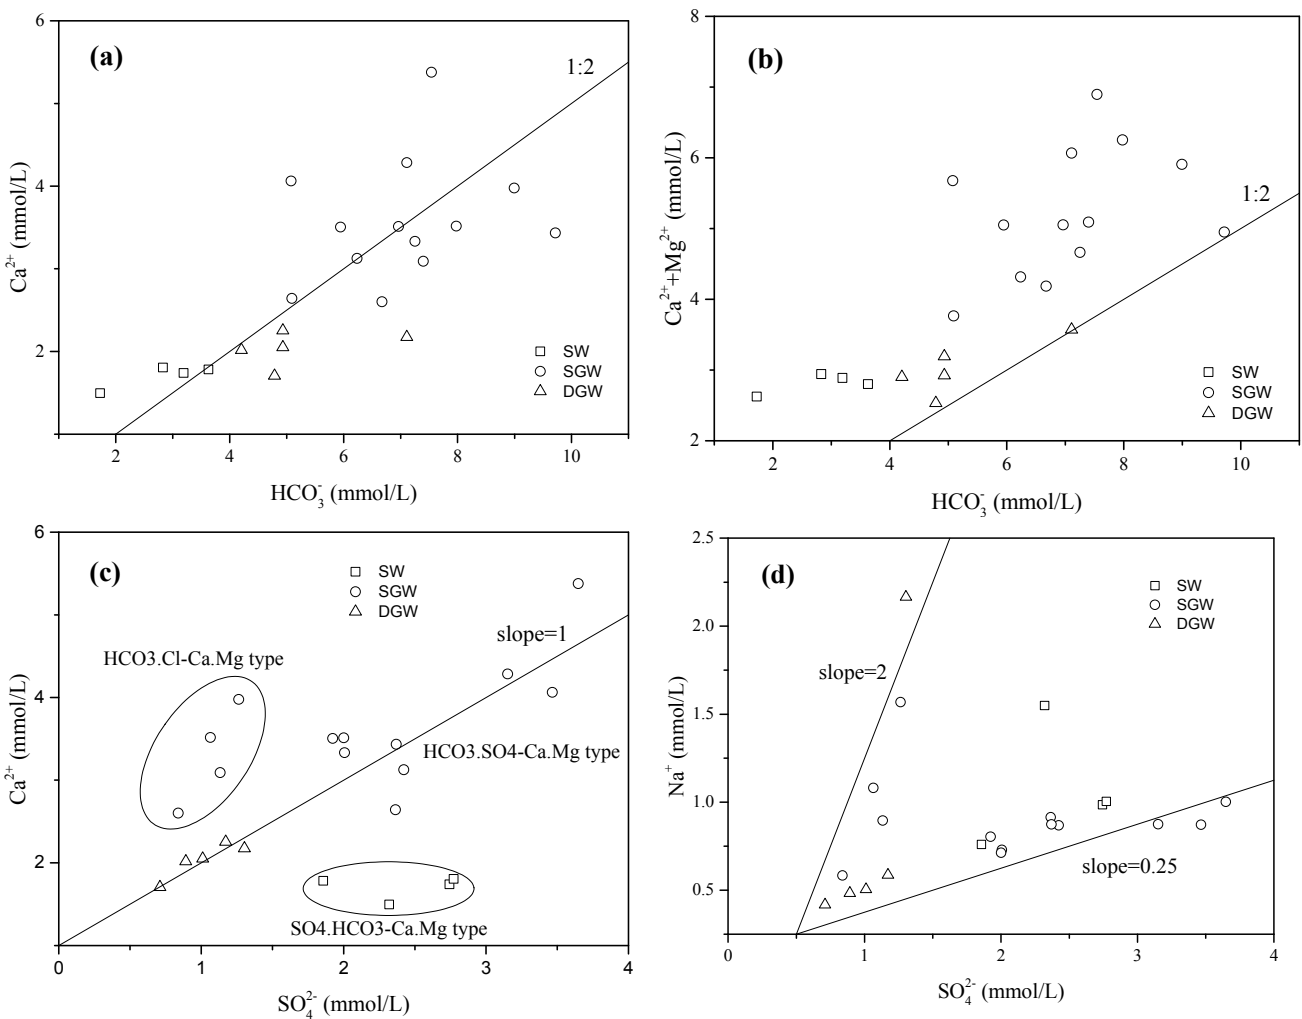 (a)
1:2
Ca²⁺ (mmol/L)
6
4
2
SW
SGW
DGW
2 4 6 8 10
HCO₃⁻ (mmol/L)
(b)
1:2
Ca²⁺+Mg²⁺ (mmol/L)
8
6
4
2
SW
SGW
DGW
2 4 6 8 10
HCO₃⁻ (mmol/L)
(c)
SW
SGW
DGW
slope=1
HCO3.Cl-Ca.Mg type
HCO3.SO4-Ca.Mg type
SO4.HCO3-Ca.Mg type
Ca²⁺ (mmol/L)
6
4
2
0 1 2 3 4
SO₄²⁻ (mmol/L)
(d)
SW
SGW
DGW
slope=2
slope=0.25
Na⁺ (mmol/L)
2.5
2.0
1.5
1.0
0.5
0 1 2 3 4
SO₄²⁻ (mmol/L)